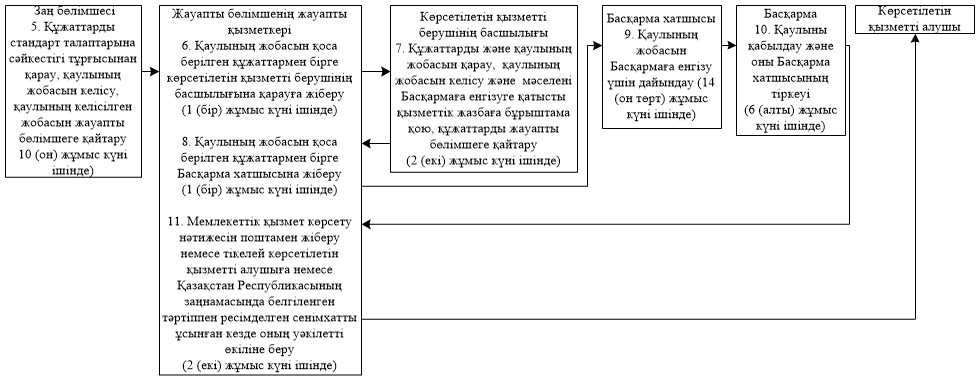 Заң бөлімшесі
5. Құжаттарды
стандарт талаптарына
сәйкестігі тұрғысынан
қарау, қаулының
жобасын келісу,
қаулының келісілген
жобасын жауапты
бөлімшеге қайтару
10 (он) жұмыс күні
ішінде)
Жауапты бөлімшенің жауапты
қызметкері
6. Қаулының жобасын қоса
берілген құжаттармен бірге
көрсетілетін қызметті берушінің
басшылығына қарауға жіберу
(1 (бір) жұмыс күні ішінде)
8. Қаулының жобасын қоса
берілген құжаттармен бірге
Басқарма хатшысына жіберу
(1 (бір) жұмыс күні ішінде)
11. Мемлекеттік қызмет көрсету
нәтижесін поштамен жіберу
немесе тікелей көрсетілетін
қызметті алушыға немесе
Қазақстан Республикасының
заңнамасында белгіленген
тәртіппен ресімделген сенімхатты
ұсынған кезде оның уәкілетті
өкіліне беру
(2 (екі) жұмыс күні ішінде)
Көрсетілетін қызметті
берушінің басшылығы
7. Құжаттарды және қаулының
жобасын қарау, қаулының
жобасын келісу және мәселені
Басқармаға енгізуге қатысты
қызметтік жазбаға бұрыштама
қою, құжаттарды жауапты
бөлімшеге қайтару
(2 (екі) жұмыс күні ішінде)
Басқарма хатшысы
9. Қаулының
жобасын
Басқармаға енгізу
үшін дайындау (14
(он төрт) жұмыс
күні ішінде)
Басқарма
10. Қаулыны
қабылдау және
оны Басқарма
хатшысының
тіркеуі
(6 (алты) жұмыс
күні ішінде)
Көрсетілетін
қызметті алушы